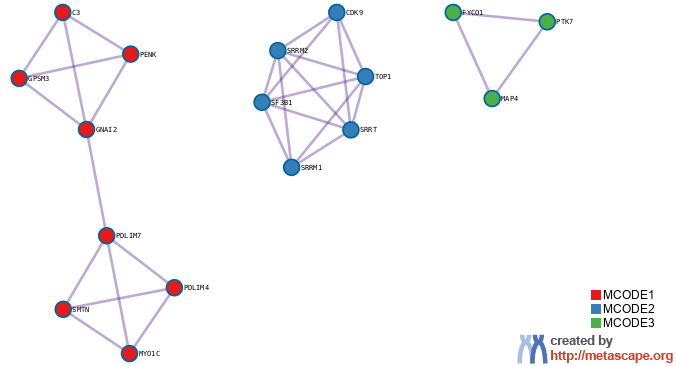 C3
PENK
GPSM3
GNAI2
PDLIM7
PDLIM4
SMTN
MYO1C
CDK9
SRRM2
TOP1
SF3B1
SRRT
SRRM1
FYCO1
PTK7
MAP4
MCODE1
MCODE2
MCODE3
created by
http://metascape.org